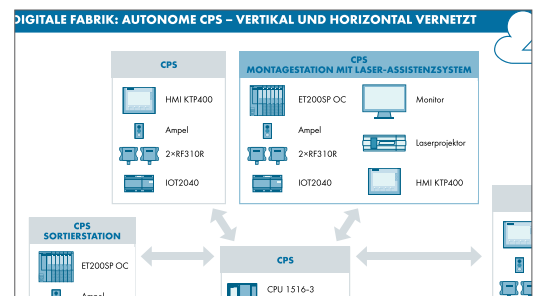 DIGITALE FABRIK: AUTONOME CPS – VERTIKAL UND HORIZONTAL VERNETZT
CPS
HMI KTP400
Ampel
2×RF310R
IOT2040
CPS
MONTAGESTATION MIT LASER-ASSISTENZSYSTEM
ET200SP OC
Ampel
2×RF310R
IOT2040
Monitor
Laserprojektor
HMI KTP400
CPS
SORTIERSTATION
ET200SP OC
Ampel
CPS
CPU 1516-3